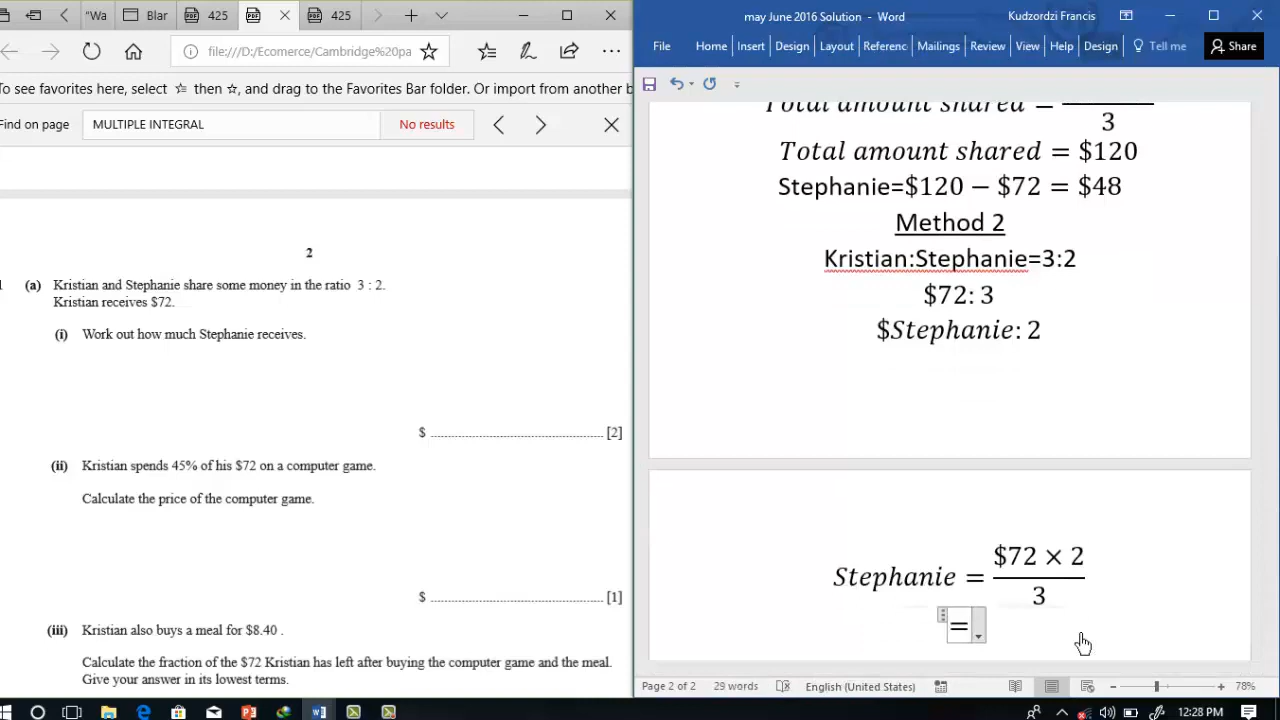 'Wa
Blar
425
425
file:///D:/Ecomerce/Cambridge%20pa
To see favorites here, select ☆ then ☆, and drag to the Favorites Bar folder. Or import from another b
Find on page
MULTIPLE INTEGRAL
No results
2
(a) Kristian and Stephanie share some money in the ratio 3 : 2.
Kristian receives $72.
(i) Work out how much Stephanie receives.
$ ........................................................ [2]
(ii) Kristian spends 45% of his $72 on a computer game.
Calculate the price of the computer game.
$ ........................................................ [1]
(iii) Kristian also buys a meal for $8.40 .
Calculate the fraction of the $72 Kristian has left after buying the computer game and the meal.
Give your answer in its lowest terms.
may June 2016 Solution - Word
Kudzordzi Francis
File Home Insert Design Layout Referenc Mailings Review View Help Design Tell me Share
Total amount shared =
3
Total amount shared = $120
Stephanie=$120 − $72 = $48
Method 2
Kristian:Stephanie=3:2
$72: 3
$Stephanie: 2
Stephanie = $72 × 2
3
=
Page 2 of 2 29 words English (United States) 78%
12:28 PM